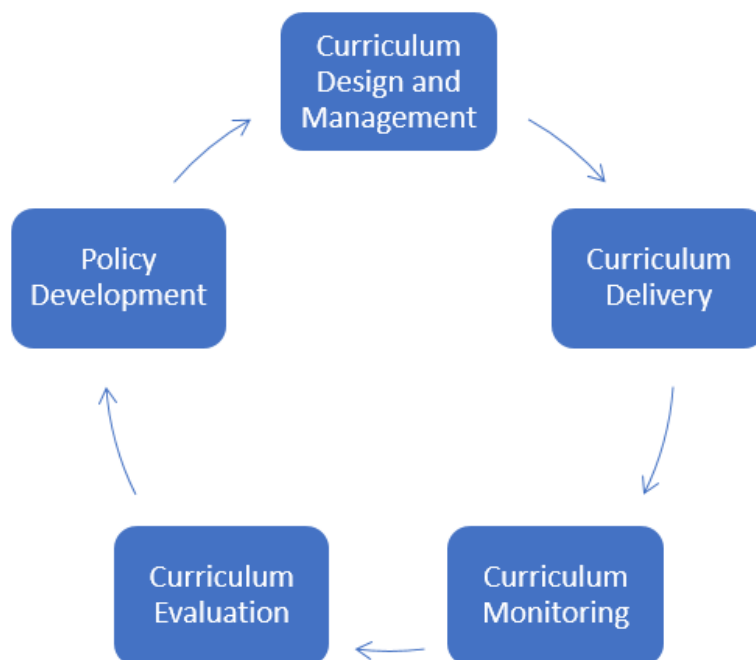 Curriculum
Design and
Management
Policy
Development
Curriculum
Delivery
Curriculum
Evaluation
Curriculum
Monitoring